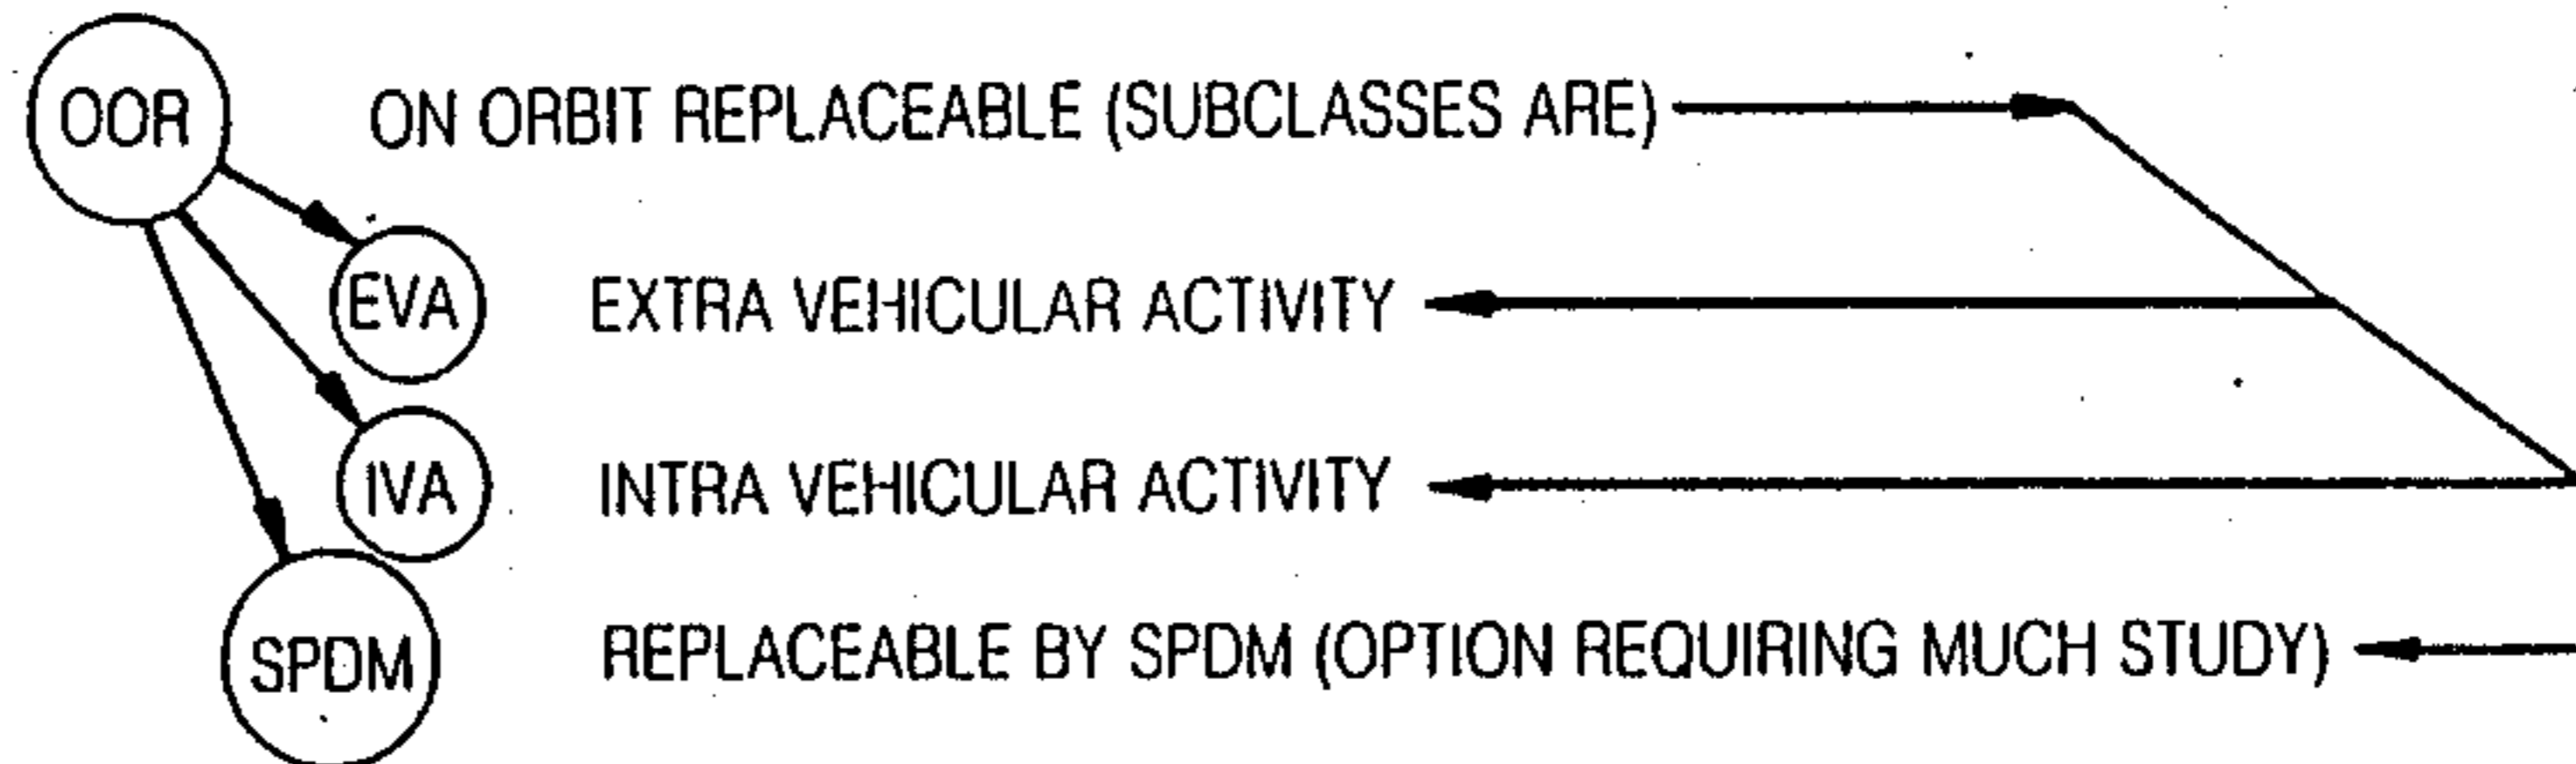 OOR ON ORBIT REPLACEABLE (SUBCLASSES ARE)
EVA EXTRA VEHICULAR ACTIVITY
IVA INTRA VEHICULAR ACTIVITY
SPDM REPLACEABLE BY SPDM (OPTION REQUIRING MUCH STUDY)